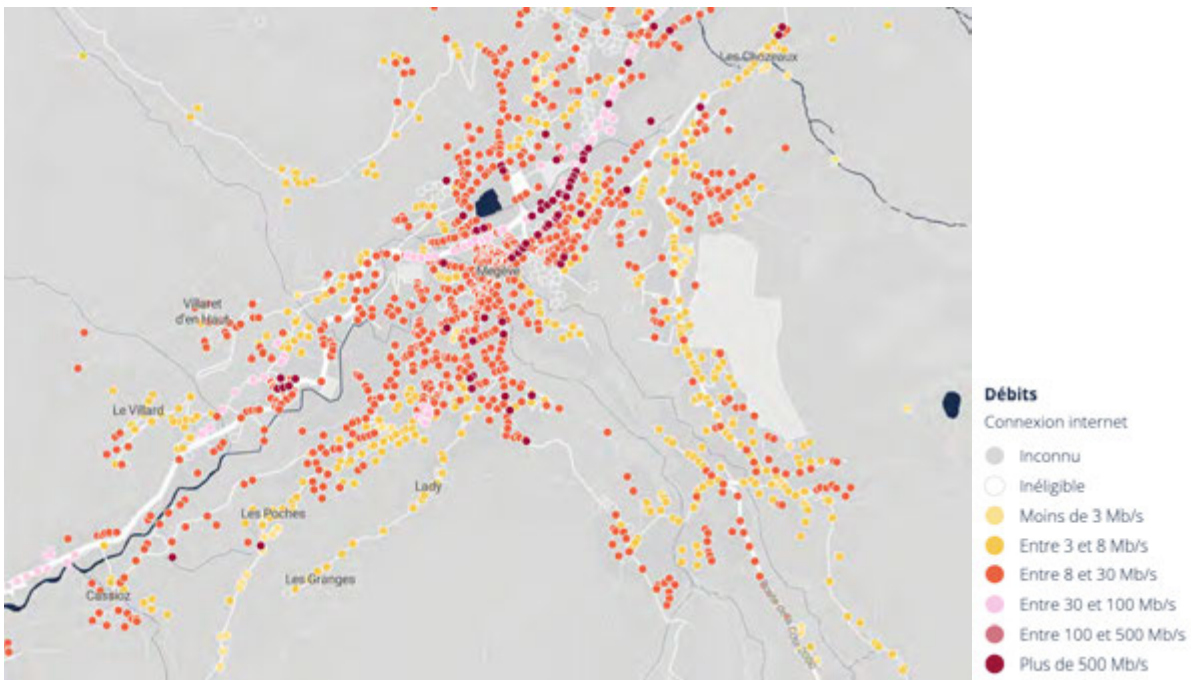 Les Chozeaux
Megève
Villaret
d'en Haut
Le Villard
Lady
Les Poches
Les Granges
Cassioz
Débits
Connexion internet
Inconnu
Inéligible
Moins de 3 Mb/s
Entre 3 et 8 Mb/s
Entre 8 et 30 Mb/s
Entre 30 et 100 Mb/s
Entre 100 et 500 Mb/s
Plus de 500 Mb/s